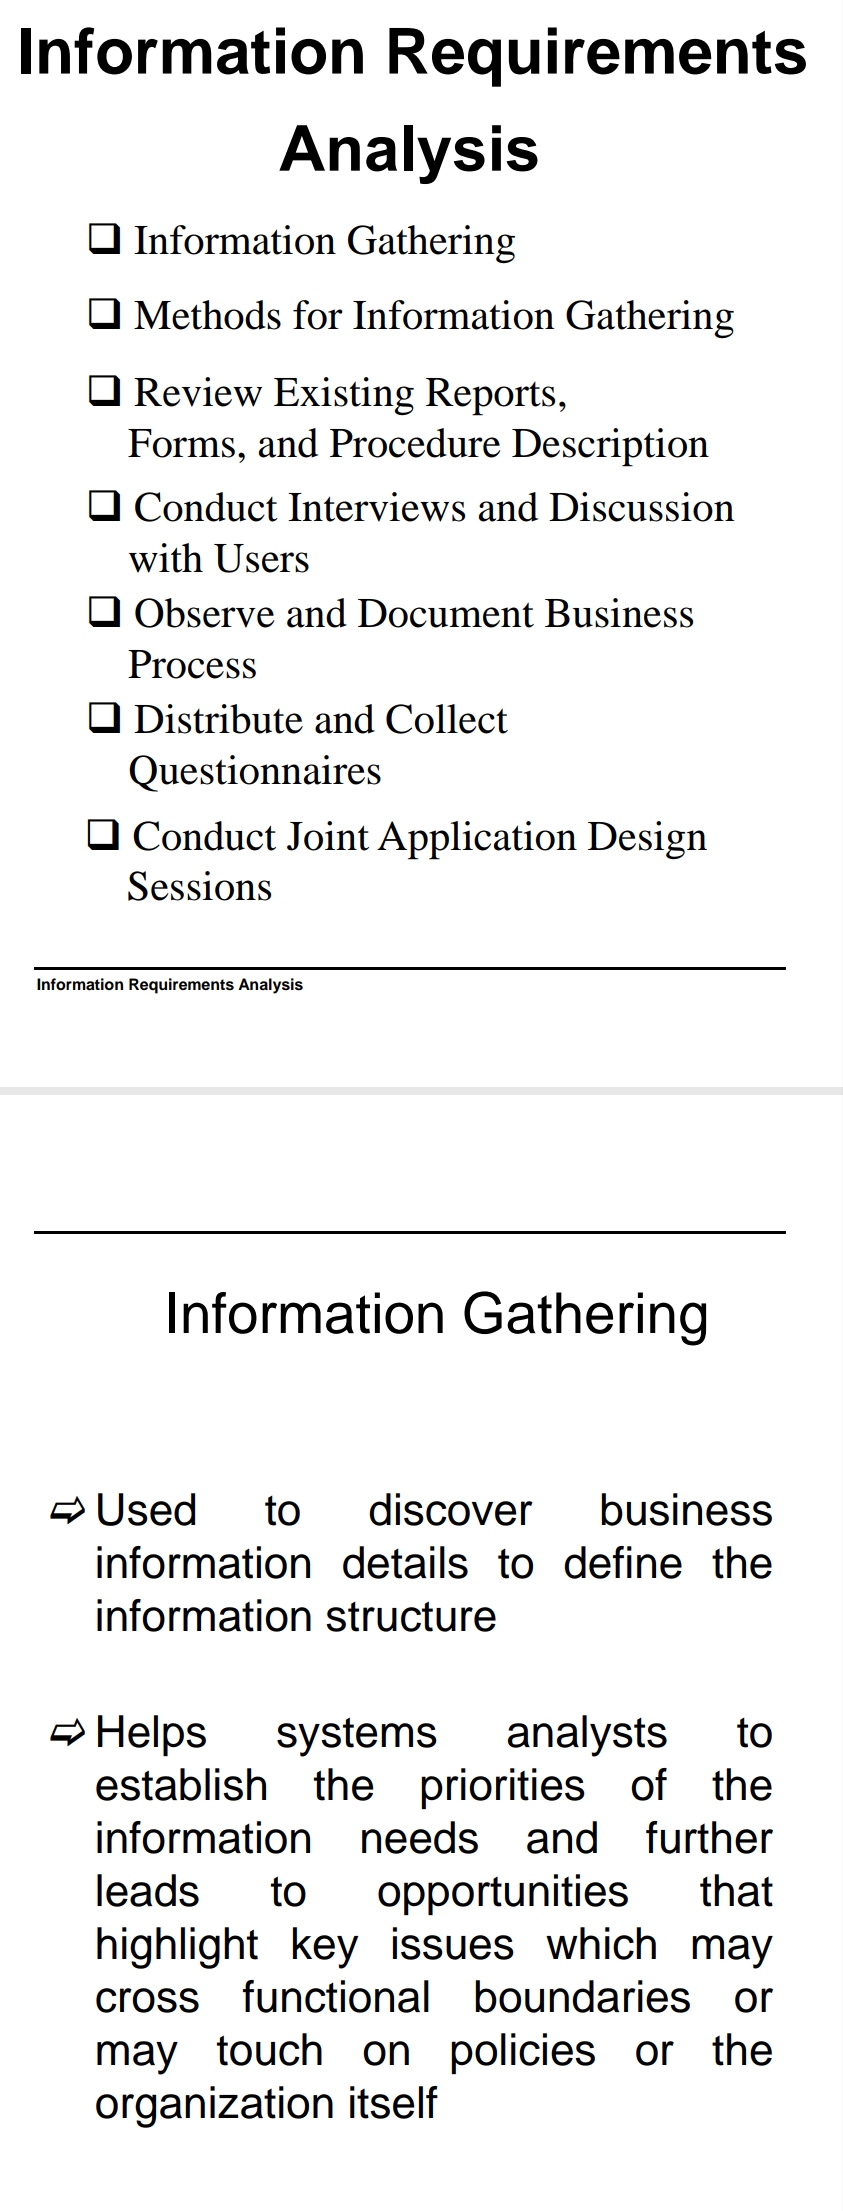 Information Requirements
Analysis
❑ Information Gathering
❑ Methods for Information Gathering
❑ Review Existing Reports,
Forms, and Procedure Description
❑ Conduct Interviews and Discussion
with Users
❑ Observe and Document Business
Process
❑ Distribute and Collect
Questionnaires
❑ Conduct Joint Application Design
Sessions
Information Requirements Analysis
Information Gathering
➯ Used to discover business
information details to define the
information structure
➯ Helps systems analysts to
establish the priorities of the
information needs and further
leads to opportunities that
highlight key issues which may
cross functional boundaries or
may touch on policies or the
organization itself